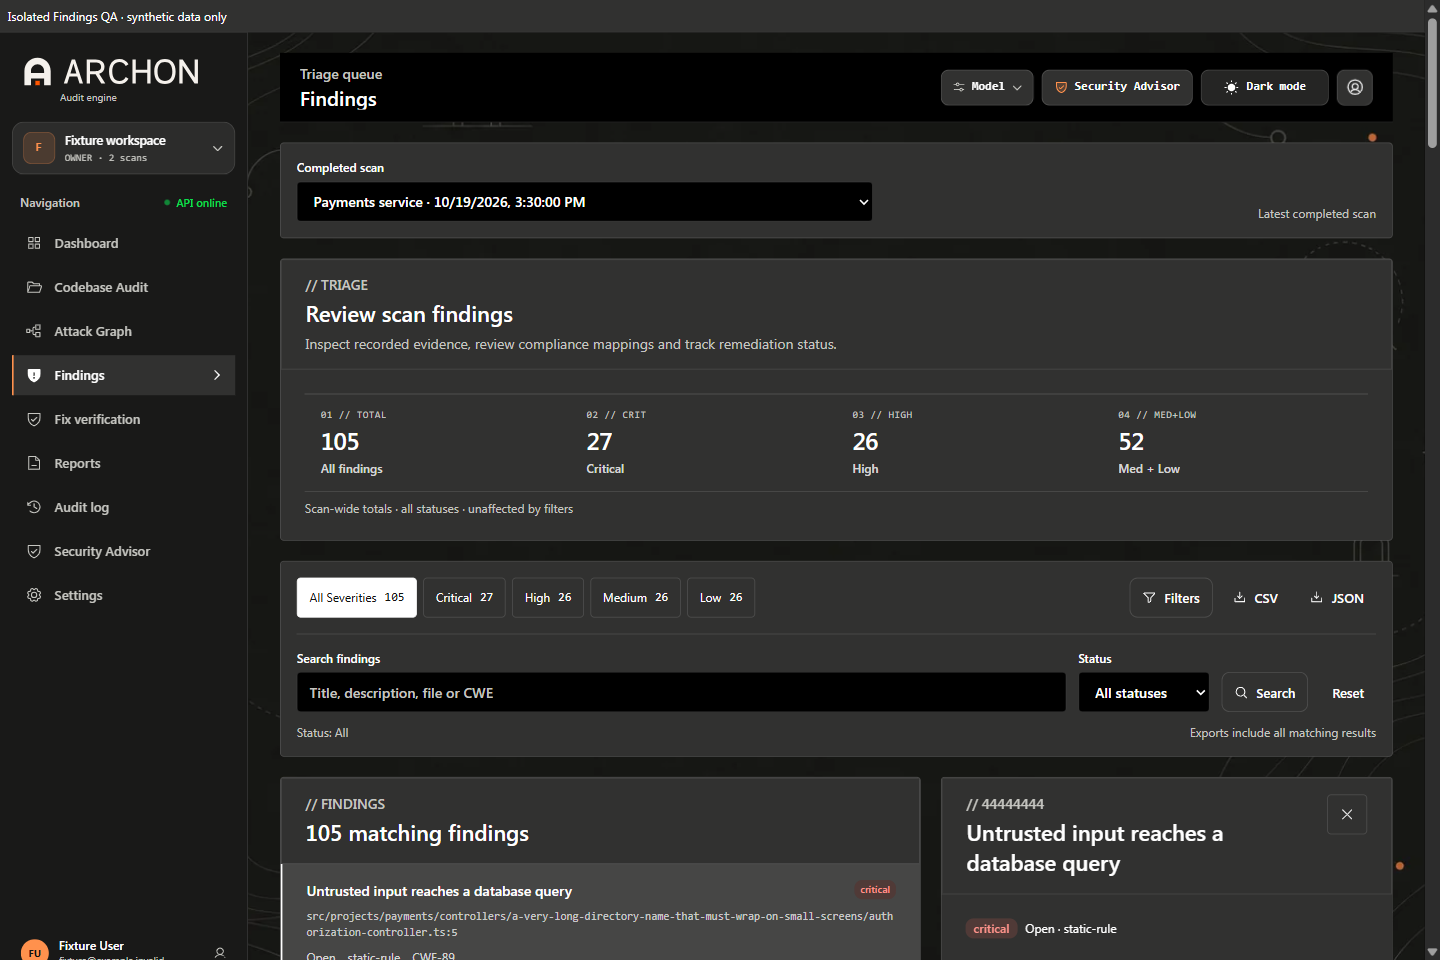 Isolated Findings QA · synthetic data only
ARCHON
Audit engine
F
Fixture workspace
OWNER · 2 scans
Navigation
API online
Dashboard
Codebase Audit
Attack Graph
Findings
Fix verification
Reports
Audit log
Security Advisor
Settings
FU
Fixture User
Triage queue
Findings
Model
Security Advisor
Dark mode
Completed scan
Payments service · 10/19/2026, 3:30:00 PM
Latest completed scan
// TRIAGE
Review scan findings
Inspect recorded evidence, review compliance mappings and track remediation status.
01 // TOTAL
105
All findings
02 // CRIT
27
Critical
03 // HIGH
26
High
04 // MED+LOW
52
Med + Low
Scan-wide totals · all statuses · unaffected by filters
All Severities 105
Critical 27
High 26
Medium 26
Low 26
Filters
CSV
JSON
Search findings
Title, description, file or CWE
Status
All statuses
Search
Reset
Status: All
Exports include all matching results
// FINDINGS
105 matching findings
Untrusted input reaches a database query
critical
src/projects/payments/controllers/a-very-long-directory-name-that-must-wrap-on-small-screens/auth
orization-controller.ts:5
Open static-rule CWE-89
// 44444444
Untrusted input reaches a
database query
critical
Open · static-rule